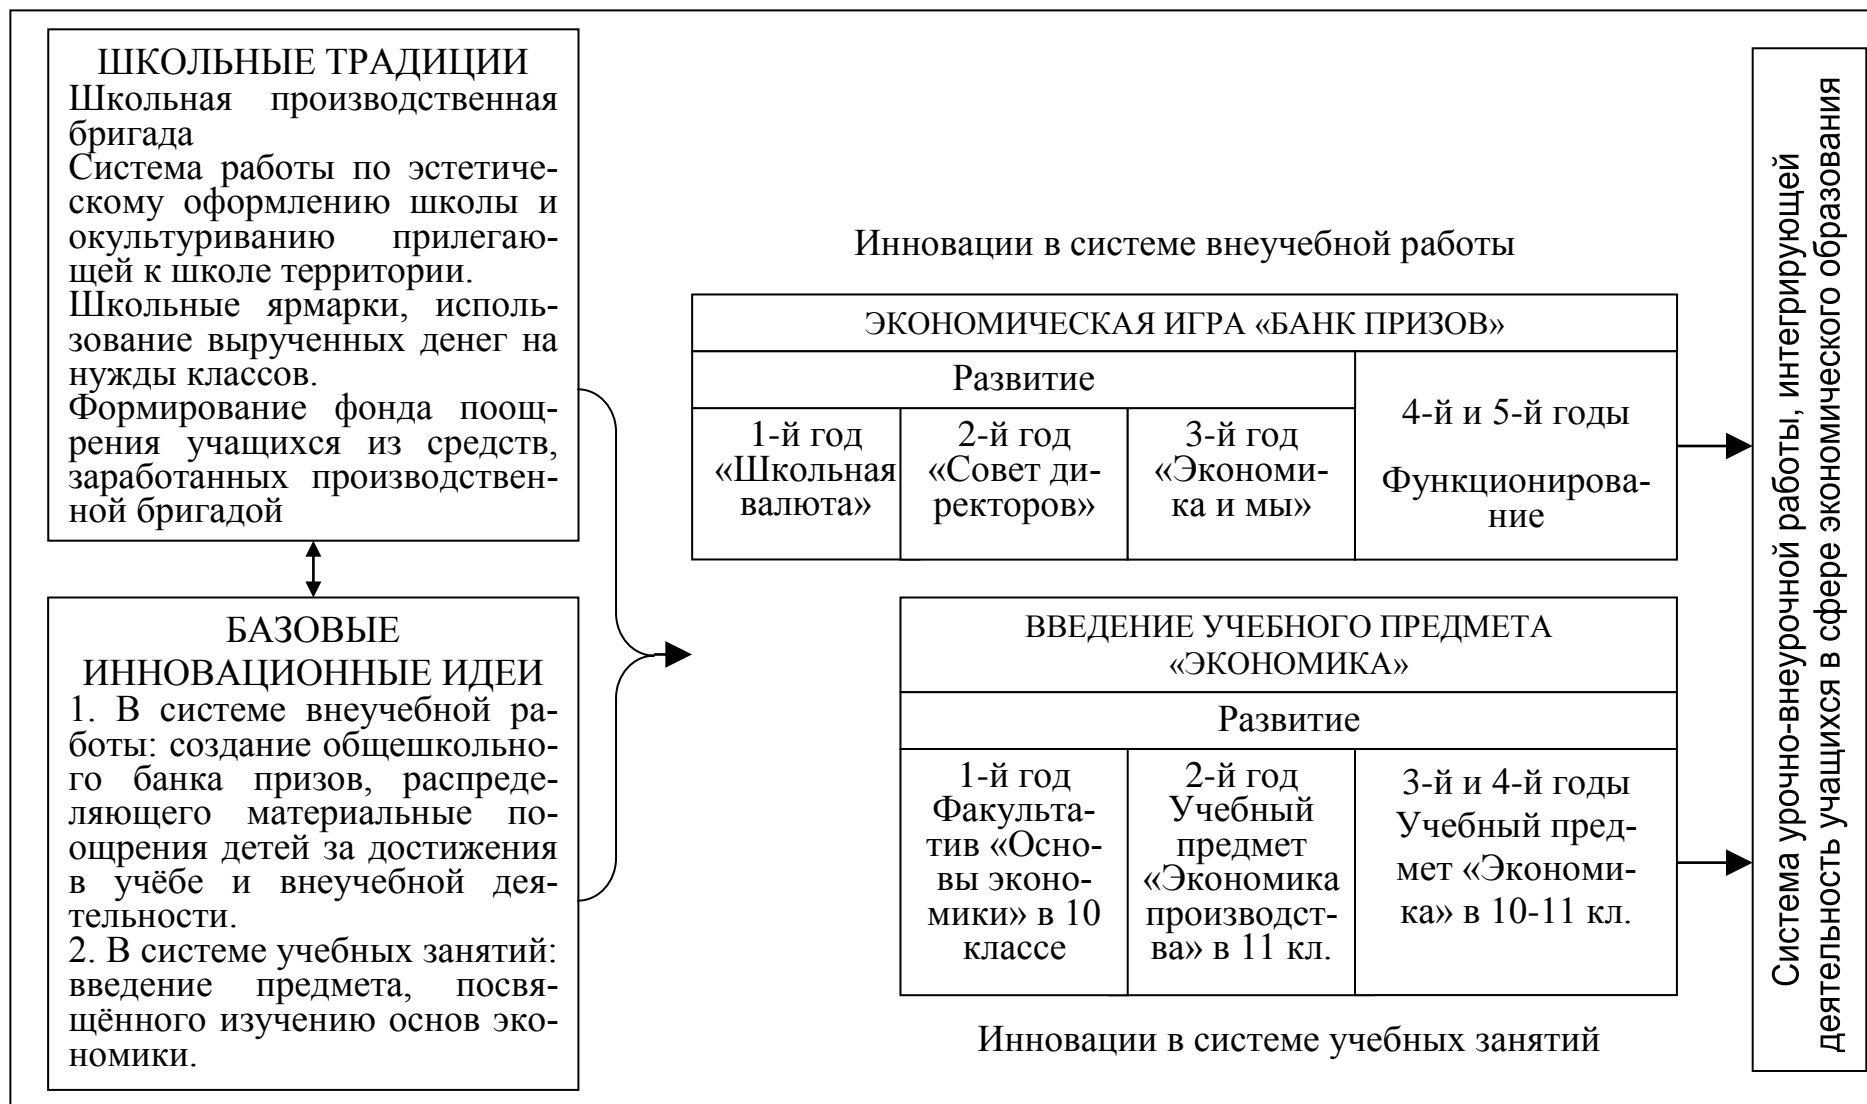 ШКОЛЬНЫЕ ТРАДИЦИИ
Школьная производственная
бригада
Система работы по эстетиче-
скому оформлению школы и
окультуриванию прилегаю-
щей к школе территории.
Школьные ярмарки, исполь-
зование вырученных денег на
нужды классов.
Формирование фонда поощ-
рения учащихся из средств,
заработанных производствен-
ной бригадой
БАЗОВЫЕ
ИННОВАЦИОННЫЕ ИДЕИ
1. В системе внеучебной ра-
боты: создание общешкольно-
го банка призов, распреде-
ляющего материальные по-
ощрения детей за достижения
в учёбе и внеучебной дея-
тельности.
2. В системе учебных занятий:
введение предмета, посвя-
щённого изучению основ эко-
номики.
Инновации в системе внеучебной работы
ЭКОНОМИЧЕСКАЯ ИГРА «БАНК ПРИЗОВ»
Развитие
1-й год
«Школьная
валюта»
2-й год
«Совет ди-
ректоров»
3-й год
«Экономи-
ка и мы»
4-й и 5-й годы
Функционирова-
ние
ВВЕДЕНИЕ УЧЕБНОГО ПРЕДМЕТА
«ЭКОНОМИКА»
Развитие
1-й год
Факульта-
тив «Осно-
вы эконо-
мики» в 10
классе
2-й год
Учебный
предмет
«Экономика
производст-
ва» в 11 кл.
3-й и 4-й годы
Учебный пред-
мет «Экономи-
ка» в 10-11 кл.
Инновации в системе учебных занятий
Система урочно-внеурочной работы, интегрирующей
деятельность учащихся в сфере экономического образования